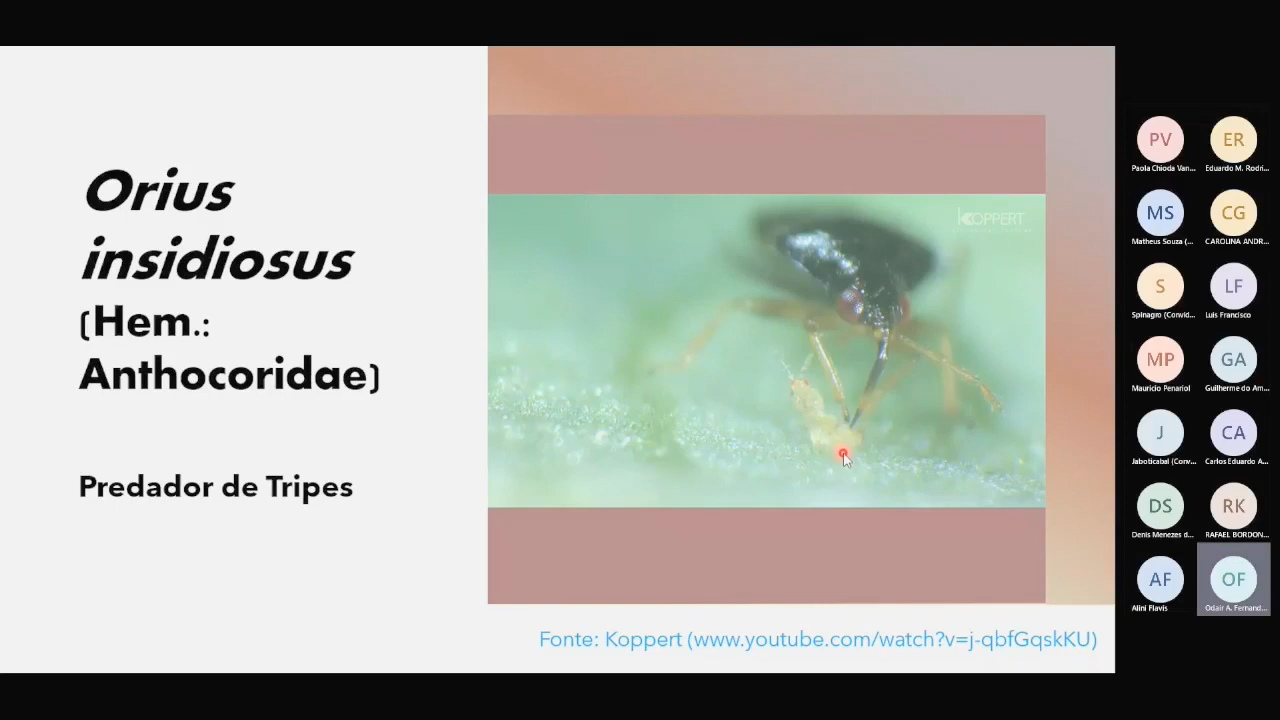 Orius
insidiosus
(Hem.:
Anthocoridae)
Predador de Tripes
KOPPERT
Fonte: Koppert (www.youtube.com/watch?v=j-qbfGqskKU)
PV
Paola Chioda Van...
ER
Eduardo M. Rodri...
MS
Matheus Souza (...
CG
CAROLINA ANDR...
S
Spinagro (Convid...
LF
Luis Francisco
MP
Mauricio Penariol
GA
Guilherme do Am...
J
Jaboticabal (Conv...
CA
Carlos Eduardo A...
DS
Denis Menezes d...
RK
RAFAEL BORDON...
AF
Alini Flavis
OF
Odair A. Fernand...